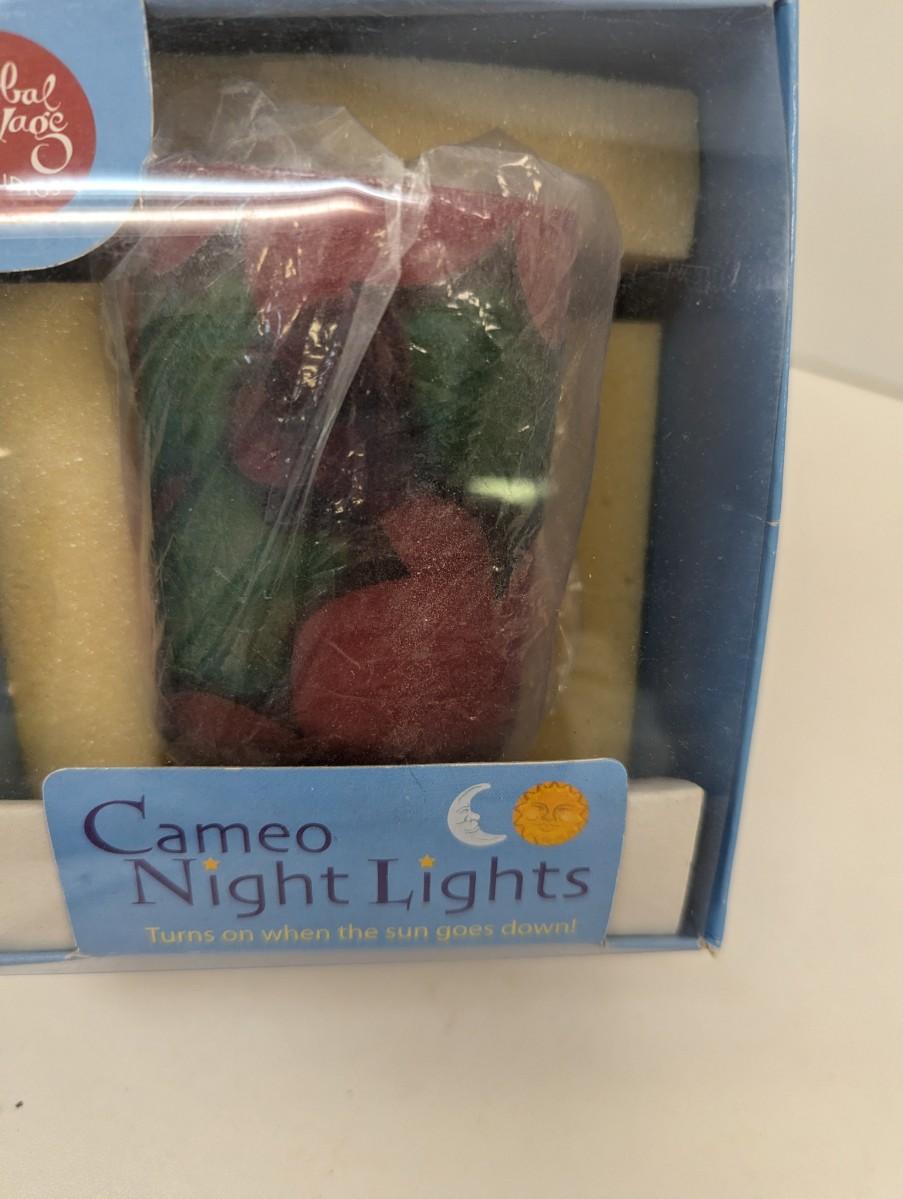 Cameo
Night Lights
Turns on when the sun goes down!